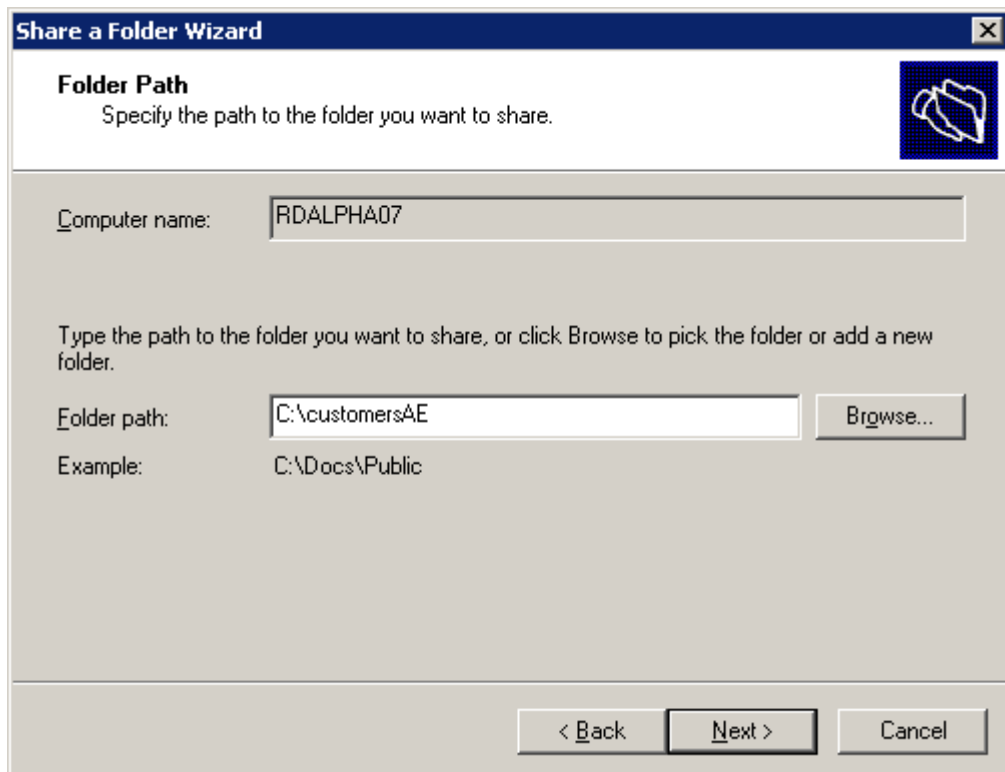 Share a Folder Wizard
Folder Path
Specify the path to the folder you want to share.
Computer name: RDALPHA07
Type the path to the folder you want to share, or click Browse to pick the folder or add a new
folder.
Folder path: C:\customersAE Browse...
Example: C:\Docs\Public
< Back Next > Cancel